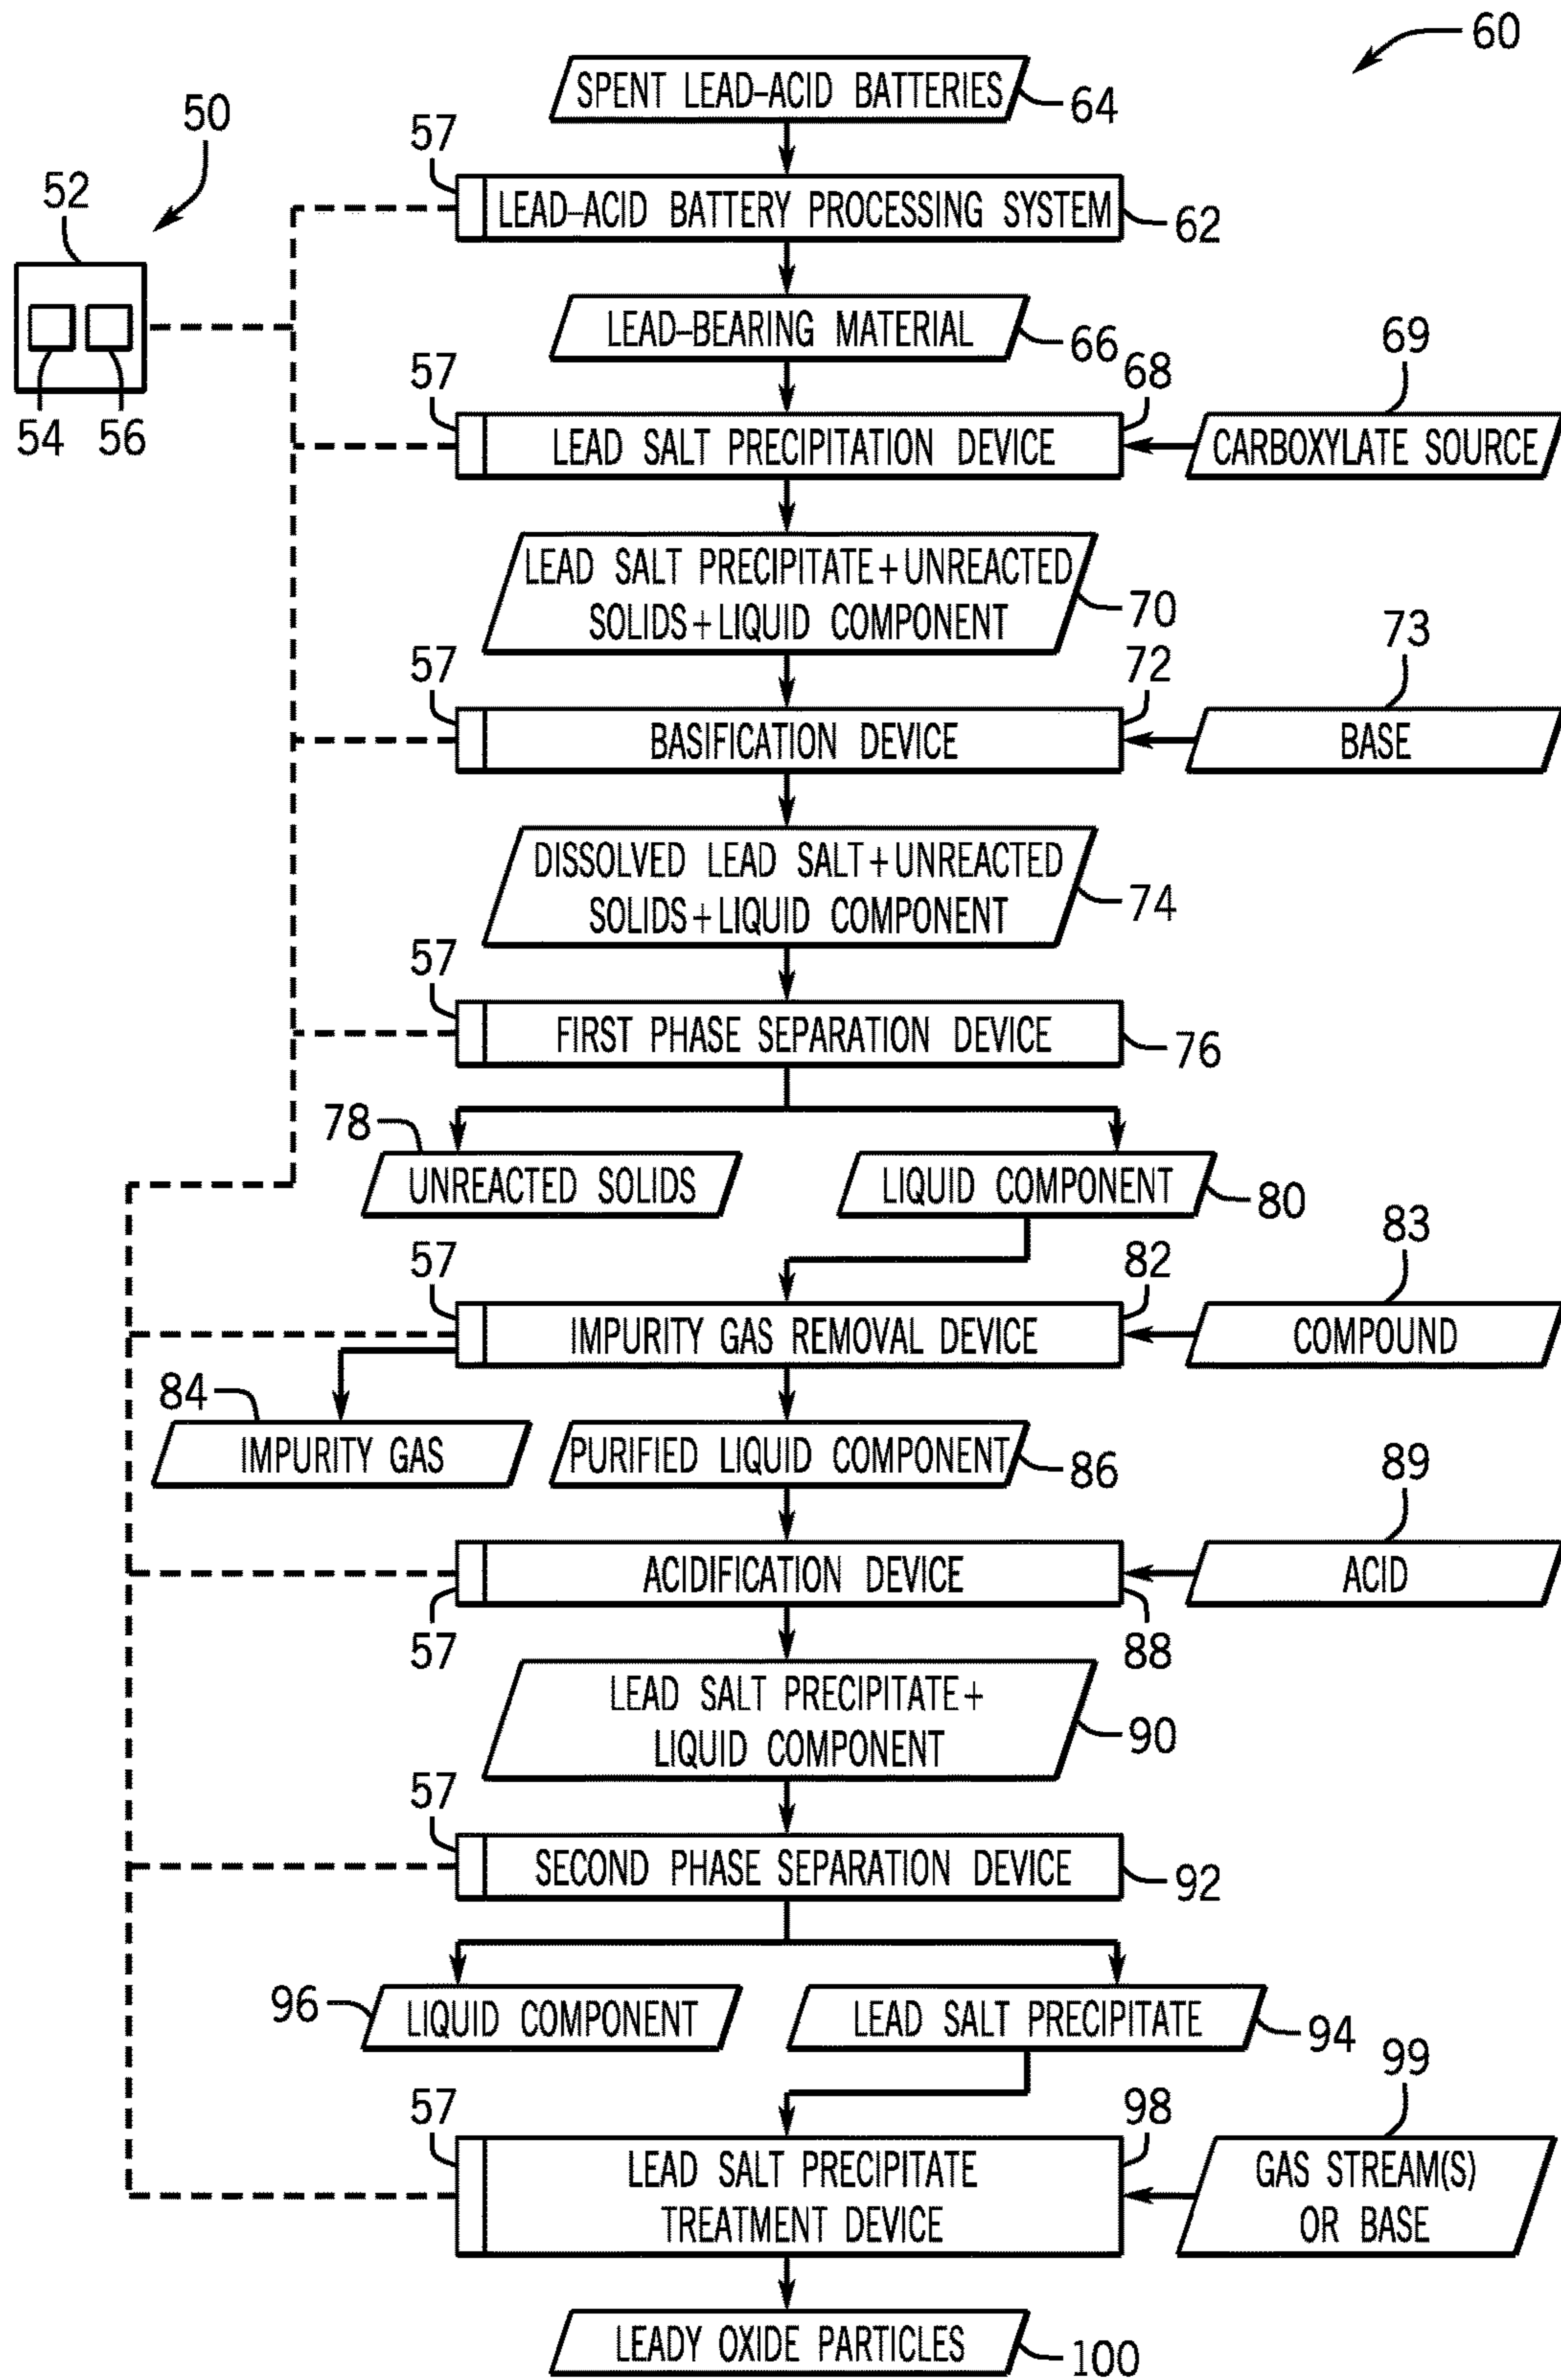 60
SPENT LEAD-ACID BATTERIES
64
50
57
52
LEAD-ACID BATTERY PROCESSING SYSTEM
62
54 56
LEAD-BEARING MATERIAL
66
57
68
69
LEAD SALT PRECIPITATION DEVICE
CARBOXYLATE SOURCE
LEAD SALT PRECIPITATE+UNREACTED
SOLIDS+LIQUID COMPONENT
70
57
72
73
BASIFICATION DEVICE
BASE
DISSOLVED LEAD SALT+UNREACTED
SOLIDS+LIQUID COMPONENT
74
57
FIRST PHASE SEPARATION DEVICE
76
78
UNREACTED SOLIDS
LIQUID COMPONENT
80
57
82
83
IMPURITY GAS REMOVAL DEVICE
COMPOUND
84
IMPURITY GAS
PURIFIED LIQUID COMPONENT
86
89
ACIDIFICATION DEVICE
ACID
57
88
LEAD SALT PRECIPITATE+
LIQUID COMPONENT
90
57
SECOND PHASE SEPARATION DEVICE
92
96
LIQUID COMPONENT
LEAD SALT PRECIPITATE
94
57
98
99
LEAD SALT PRECIPITATE
TREATMENT DEVICE
GAS STREAM(S)
OR BASE
LEADY OXIDE PARTICLES
100